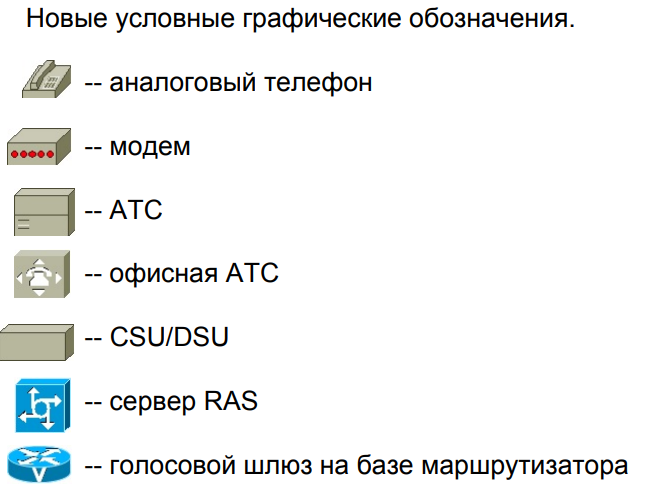 Новые условные графические обозначения.
-- аналоговый телефон
-- модем
-- АТС
-- офисная АТС
-- CSU/DSU
-- сервер RAS
V -- голосовой шлюз на базе маршрутизатора